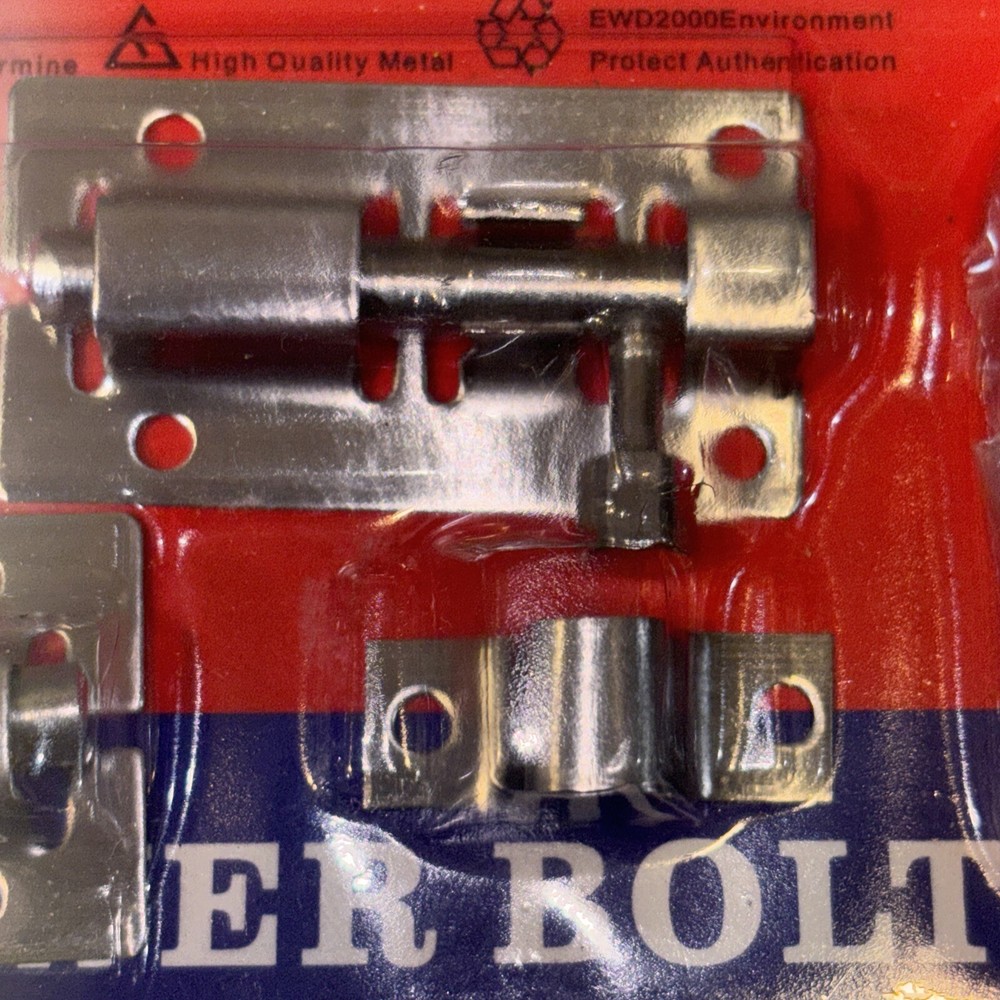 EWD2000Environment
rmine High Quality Metal Protect Authentication
ER BOLT